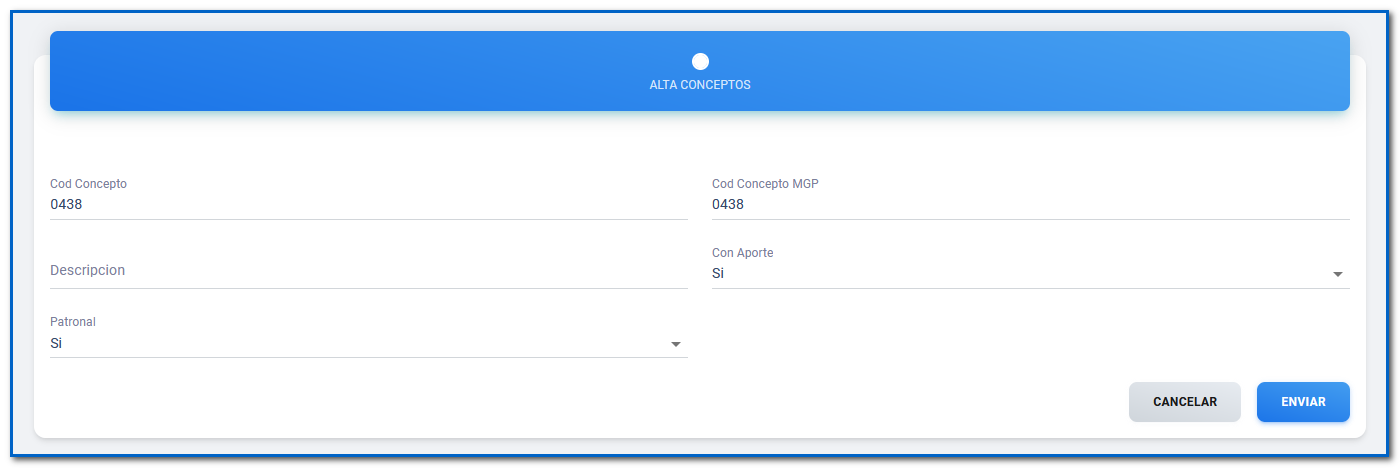 ALTA CONCEPTOS
Cod Concepto
0438
Cod Concepto MGP
0438
Descripcion
Con Aporte
Si
Patronal
Si
CANCELAR
ENVIAR